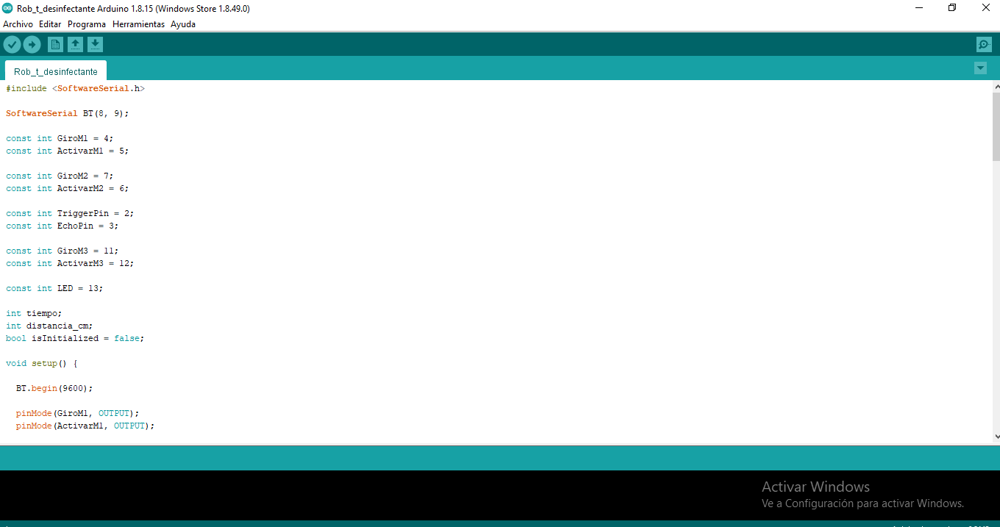 Rob_t_desinfectante Arduino 1.8.15 (Windows Store 1.8.49.0)
Archivo Editar Programa Herramientas Ayuda
Rob_t_desinfectante
#include <SoftwareSerial.h>
SoftwareSerial BT(8, 9);
const int GiroM1 = 4;
const int ActivarM1 = 5;
const int GiroM2 = 7;
const int ActivarM2 = 6;
const int TriggerPin = 2;
const int EchoPin = 3;
const int GiroM3 = 11;
const int ActivarM3 = 12;
const int LED = 13;
int tiempo;
int distancia_cm;
bool isInitialized = false;
void setup() {
BT.begin(9600);
pinMode(GiroM1, OUTPUT);
pinMode(ActivarM1, OUTPUT);
Activar Windows
Ve a Configuración para activar Windows.